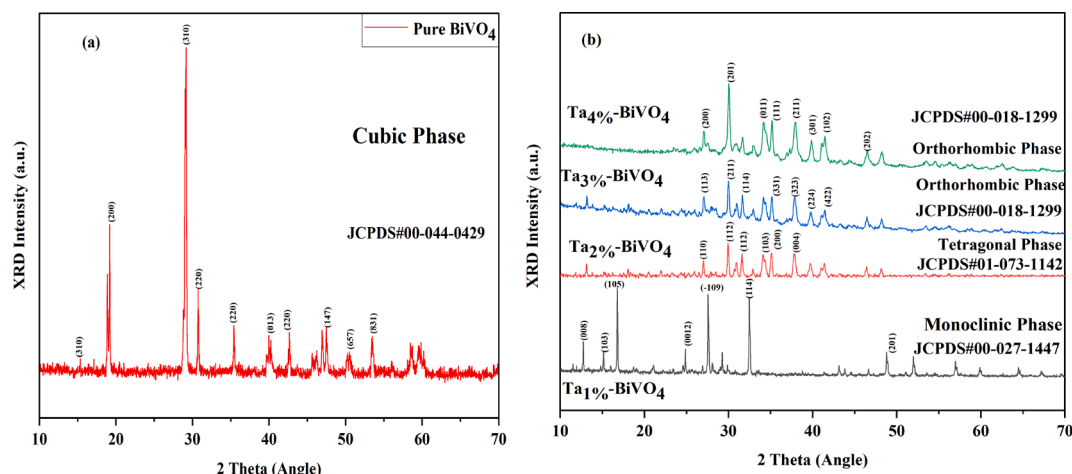 (a)
Pure BiVO4
(310)
(200)
(310)
(220)
(220)
(013)
(220)
(147)
(657)
(831)
Cubic Phase
JCPDS#00-044-0429
XRD Intensity (a.u.)
10 20 30 40 50 60 70
2 Theta (Angle)
(b)
Ta4%-BiVO4
(200)
(201)
(011)
(111)
(211)
(301)
(102)
(202)
JCPDS#00-018-1299
Orthorhombic Phase
Ta3%-BiVO4
(113)
(211)
(114)
(331)
(323)
(224)
(422)
Orthorhombic Phase
JCPDS#00-018-1299
Ta2%-BiVO4
(110)
(112)
(112)
(103)
(200)
(004)
Tetragonal Phase
JCPDS#01-073-1142
(008)
(103)
(105)
(0012)
(-109)
(114)
(201)
Monoclinic Phase
JCPDS#00-027-1447
Ta1%-BiVO4
XRD Intensity (a.u.)
10 20 30 40 50 60 70
2 Theta (Angle)